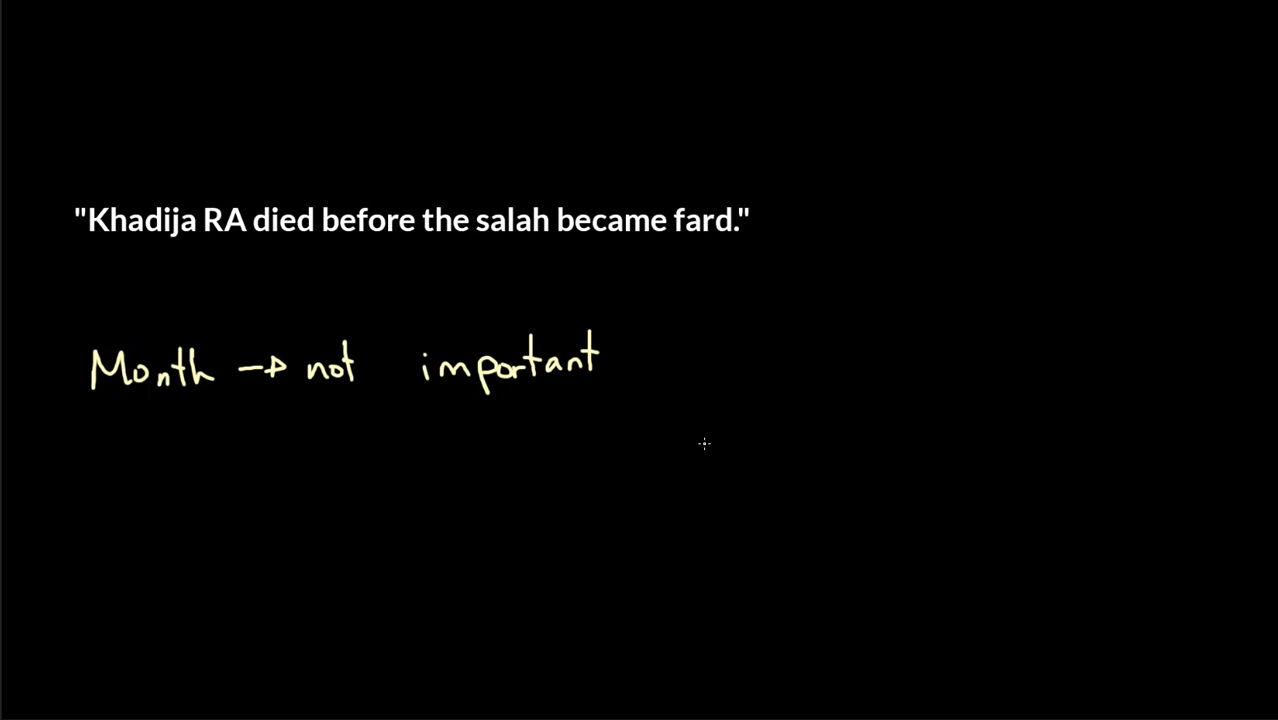 "Khadija RA died before the salah became fard."
Month → not important